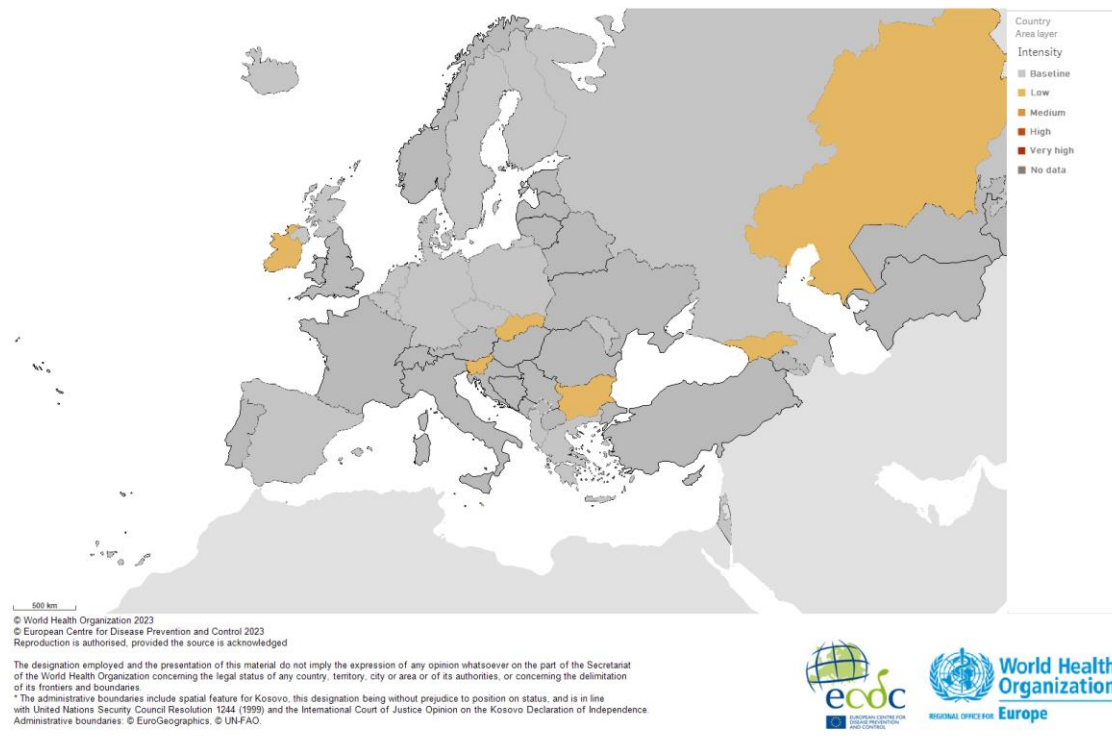 Country
Area layer
Intensity
Baseline
Low
Medium
High
Very high
No data
500 km
© World Health Organization 2023
© European Centre for Disease Prevention and Control 2023
Reproduction is authorised, provided the source is acknowledged
The designation employed and the presentation of this material do not imply the expression of any opinion whatsoever on the part of the Secretariat
of the World Health Organization concerning the legal status of any country, territory, city or area or of its authorities, or concerning the delimitation
of its frontiers and boundaries.
* The administrative boundaries include spatial feature for Kosovo, this designation being without prejudice to position on status, and is in line
with United Nations Security Council Resolution 1244 (1999) and the International Court of Justice Opinion on the Kosovo Declaration of Independence.
Administrative boundaries: © EuroGeographics, © UN-FAO.
ecdc
EUROPEAN CENTRE FOR
DISEASE PREVENTION
AND CONTROL
World Health
Organization
REGIONAL OFFICE FOR Europe